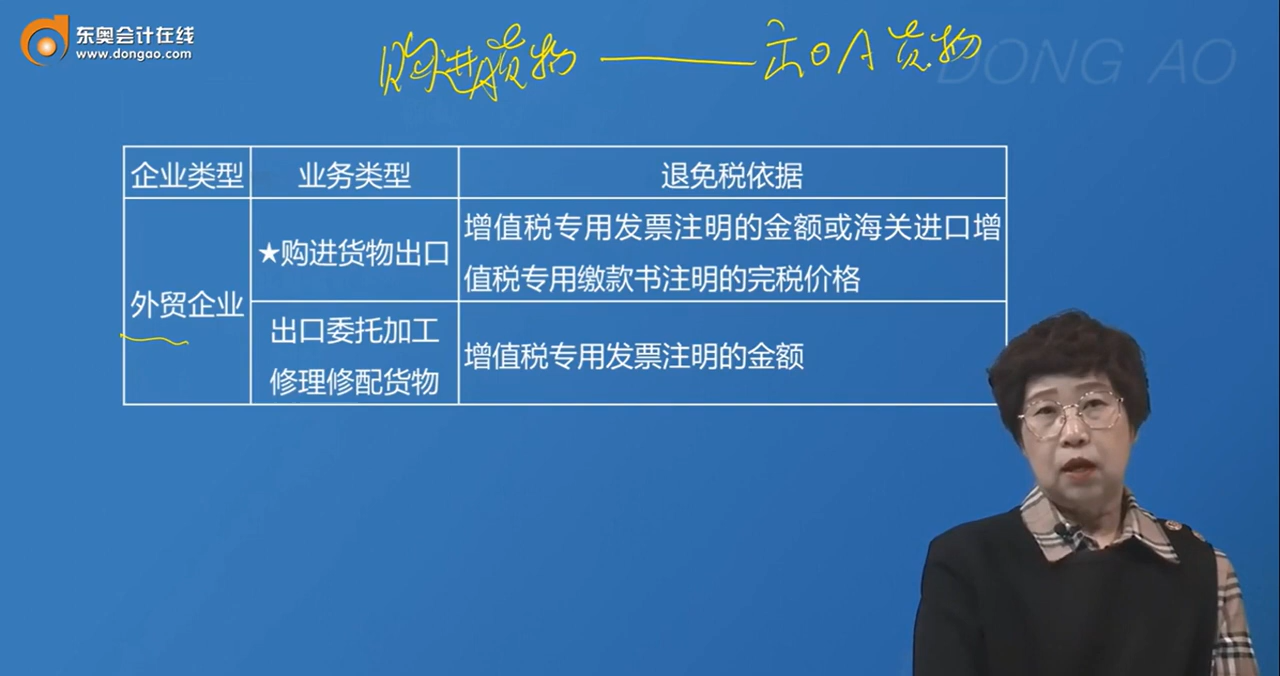 东奥会计在线
www.dongao.com
购进A货物 —— 出口A货物
DONG AO
企业类型 业务类型 退免税依据
外贸企业
★购进货物出口
增值税专用发票注明的金额或海关进口增
值税专用缴款书注明的完税价格
出口委托加工
修理修配货物
增值税专用发票注明的金额